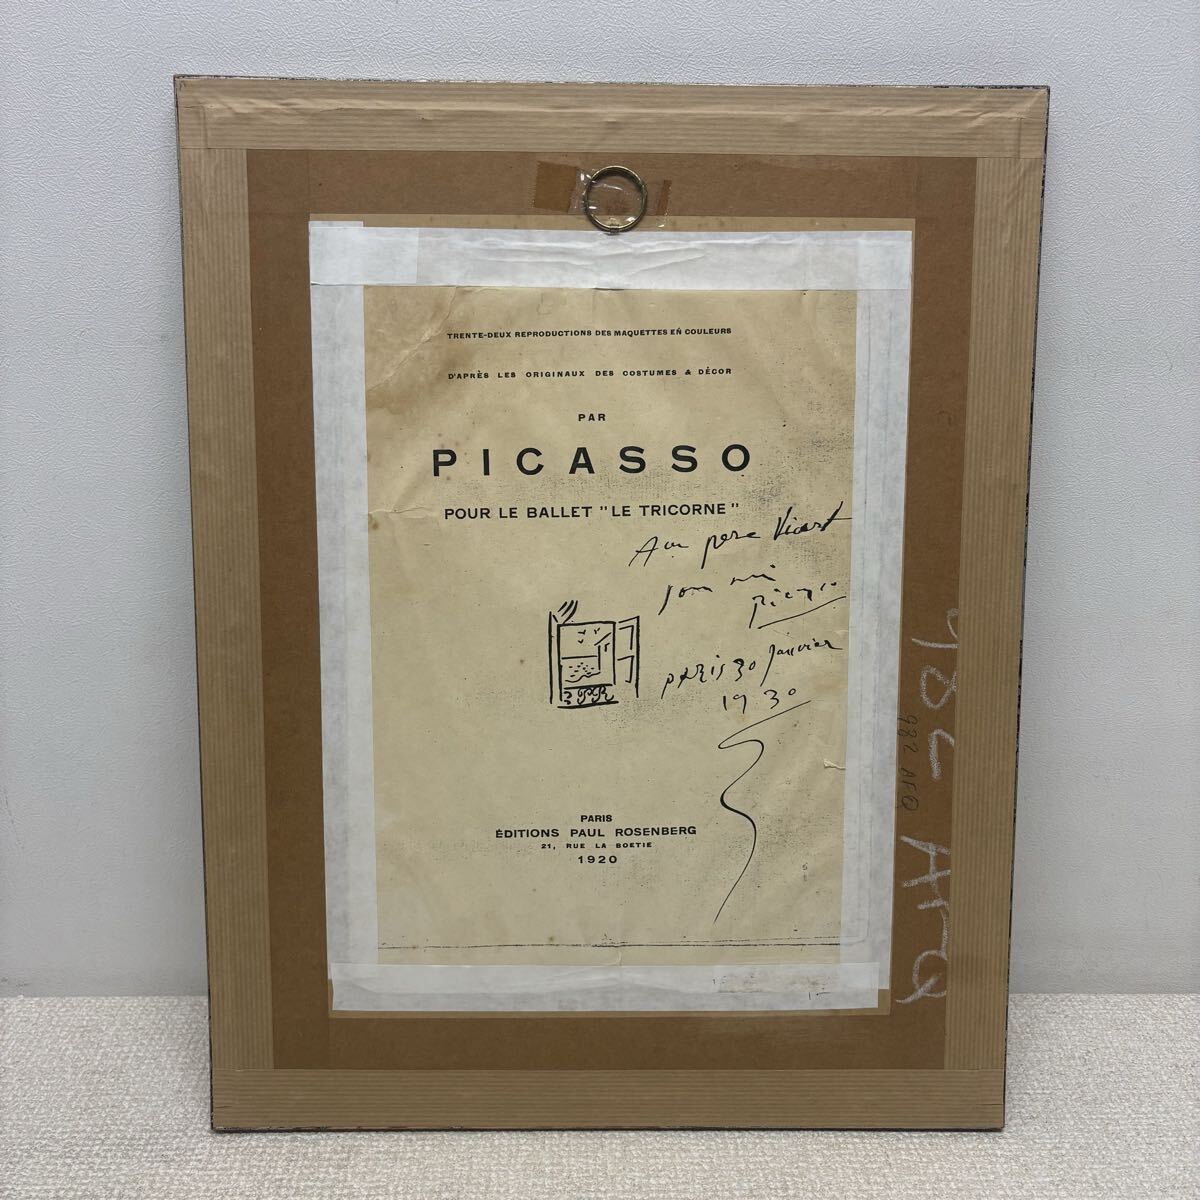 TRENTE-DEUX REPRODUCTIONS DES MAQUETTES EN COULEURS
D'APRÈS LES ORIGINAUX DES COSTUMES & DÉCOR
PAR
PICASSO
POUR LE BALLET "LE TRICORNE"
Au pere
son ami
Picasso
PARIS 30 janvier
1930
PARIS
ÉDITIONS PAUL ROSENBERG
21, RUE LA BOETIE
1920
982 AFQ